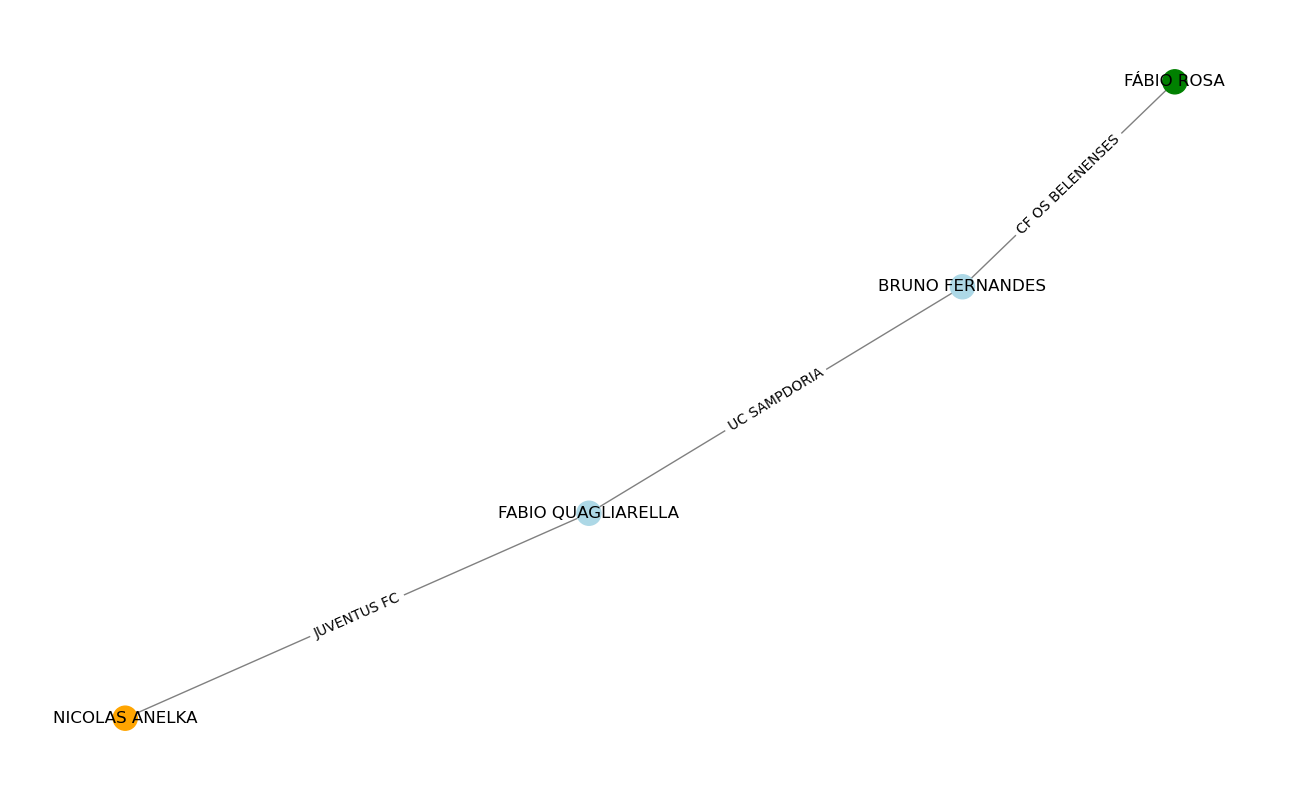 FÁBIO ROSA
CF OS BELENENSES
BRUNO FERNANDES
UC SAMPDORIA
FABIO QUAGLIARELLA
JUVENTUS FC
NICOLAS ANELKA